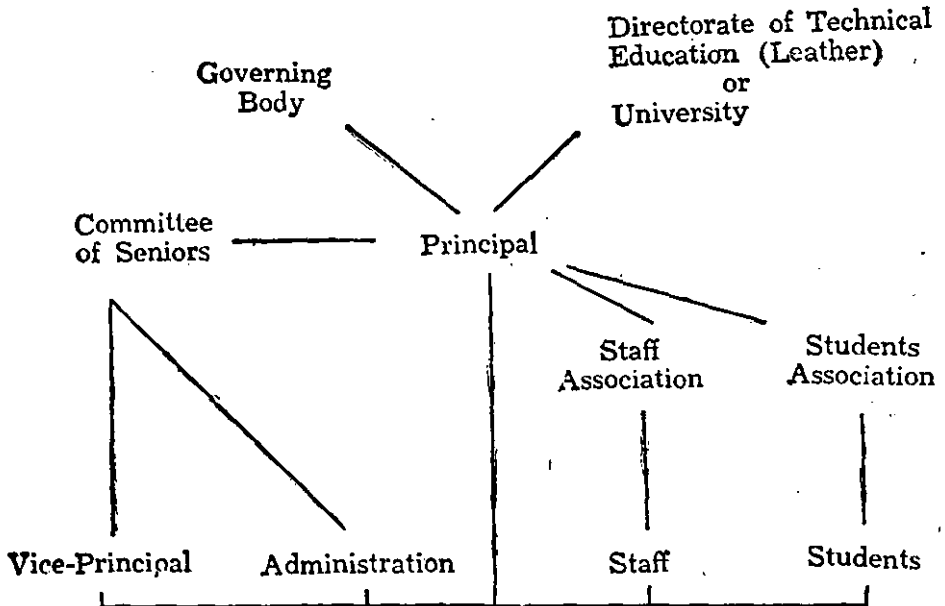 Directorate of Technical
Education (Leather)
or
University
Governing
Body
Committee
of Seniors
Principal
Staff
Association
Students
Association
Vice-Principal
Administration
Staff
Students